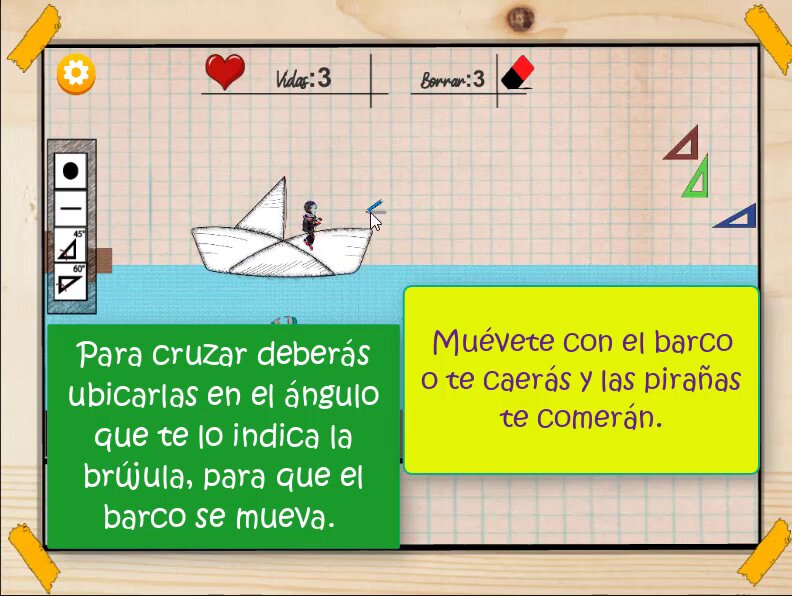 Vidas:3
Borrar:3
45°
60°
Para cruzar deberás
ubicarlas en el ángulo
que te lo indica la
brújula, para que el
barco se mueva.
Muévete con el barco
o te caerás y las pirañas
te comerán.